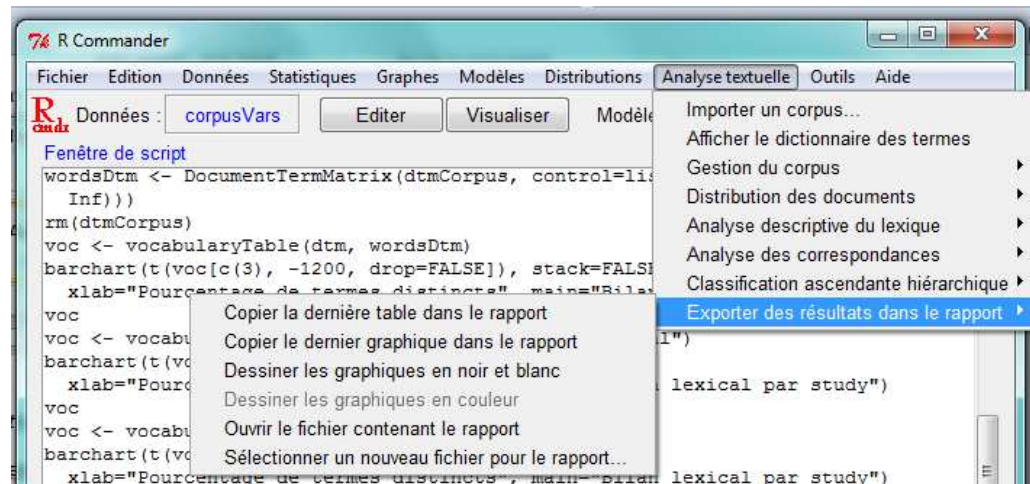 R Commander
Fichier Edition Données Statistiques Graphes Modèles Distributions Analyse textuelle Outils Aide
R cmdr Données : corpusVars Editer Visualiser Modèle
Importer un corpus...
Afficher le dictionnaire des termes
Gestion du corpus
Distribution des documents
Analyse descriptive du lexique
Analyse des correspondances
Classification ascendante hiérarchique
Exporter des résultats dans le rapport
Fenêtre de script
wordsDtm <- DocumentTermMatrix(dtmCorpus, control=li
Inf)))
rm(dtmCorpus)
voc <- vocabularyTable(dtm, wordsDtm)
barchart(t(voc[c(3), -1200, drop=FALSE]), stack=FALS
xlab="Pourcentage de termes distincts", main="Bilan
voc
voc <- vocabu l")
barchart(t(vo
xlab="Pourc lexical par study")
voc
voc <- vocabu
barchart(t(vo
xlab="Pourcentage de termes distincts", main="Bilan lexical par study")
Copier la dernière table dans le rapport
Copier le dernier graphique dans le rapport
Dessiner les graphiques en noir et blanc
Dessiner les graphiques en couleur
Ouvrir le fichier contenant le rapport
Sélectionner un nouveau fichier pour le rapport...